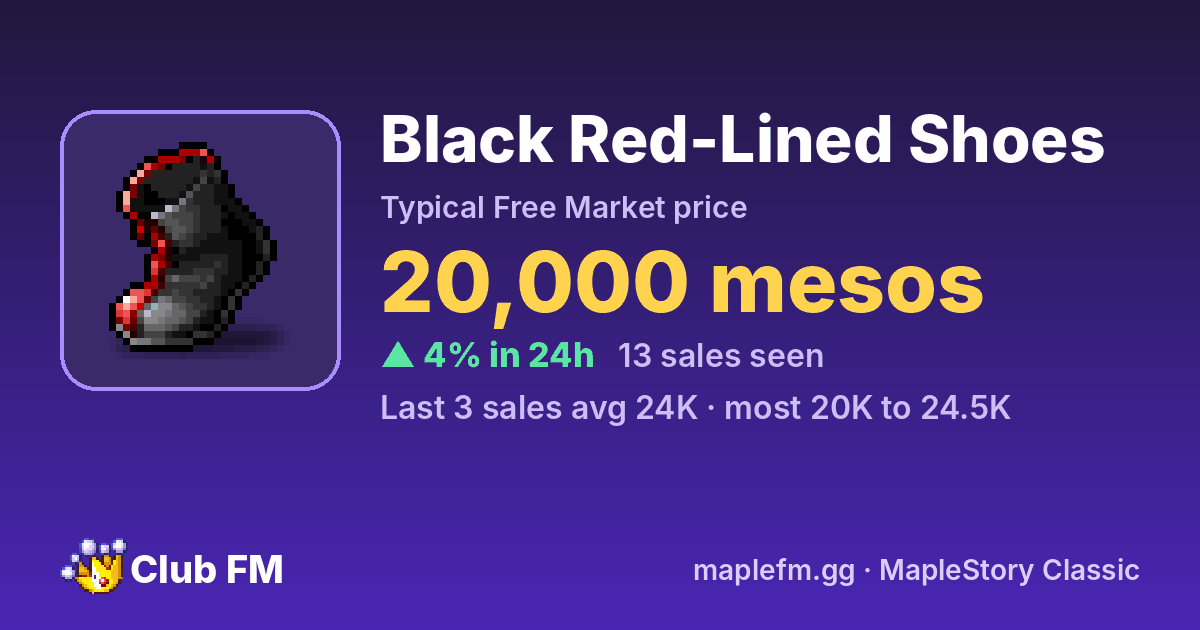 Black Red-Lined Shoes
Typical Free Market price
20,000 mesos
▲ 4% in 24h 13 sales seen
Last 3 sales avg 24K · most 20K to 24.5K
Club FM
maplefm.gg · MapleStory Classic